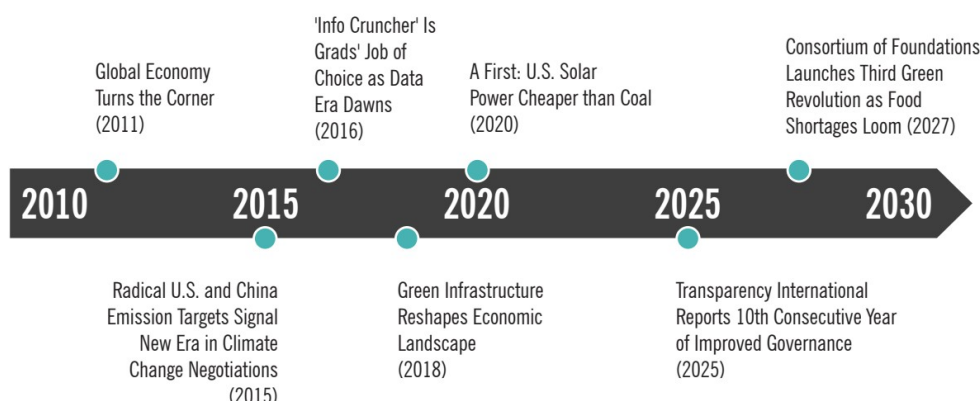 'Info Cruncher' Is
Grads' Job of
Choice as Data
Era Dawns
(2016)
Global Economy
Turns the Corner
(2011)
A First: U.S. Solar
Power Cheaper than Coal
(2020)
Consortium of Foundations
Launches Third Green
Revolution as Food
Shortages Loom (2027)
2010
2015
2020
2025
2030
Radical U.S. and China
Emission Targets Signal
New Era in Climate
Change Negotiations
(2015)
Green Infrastructure
Reshapes Economic
Landscape
(2018)
Transparency International
Reports 10th Consecutive Year
of Improved Governance
(2025)